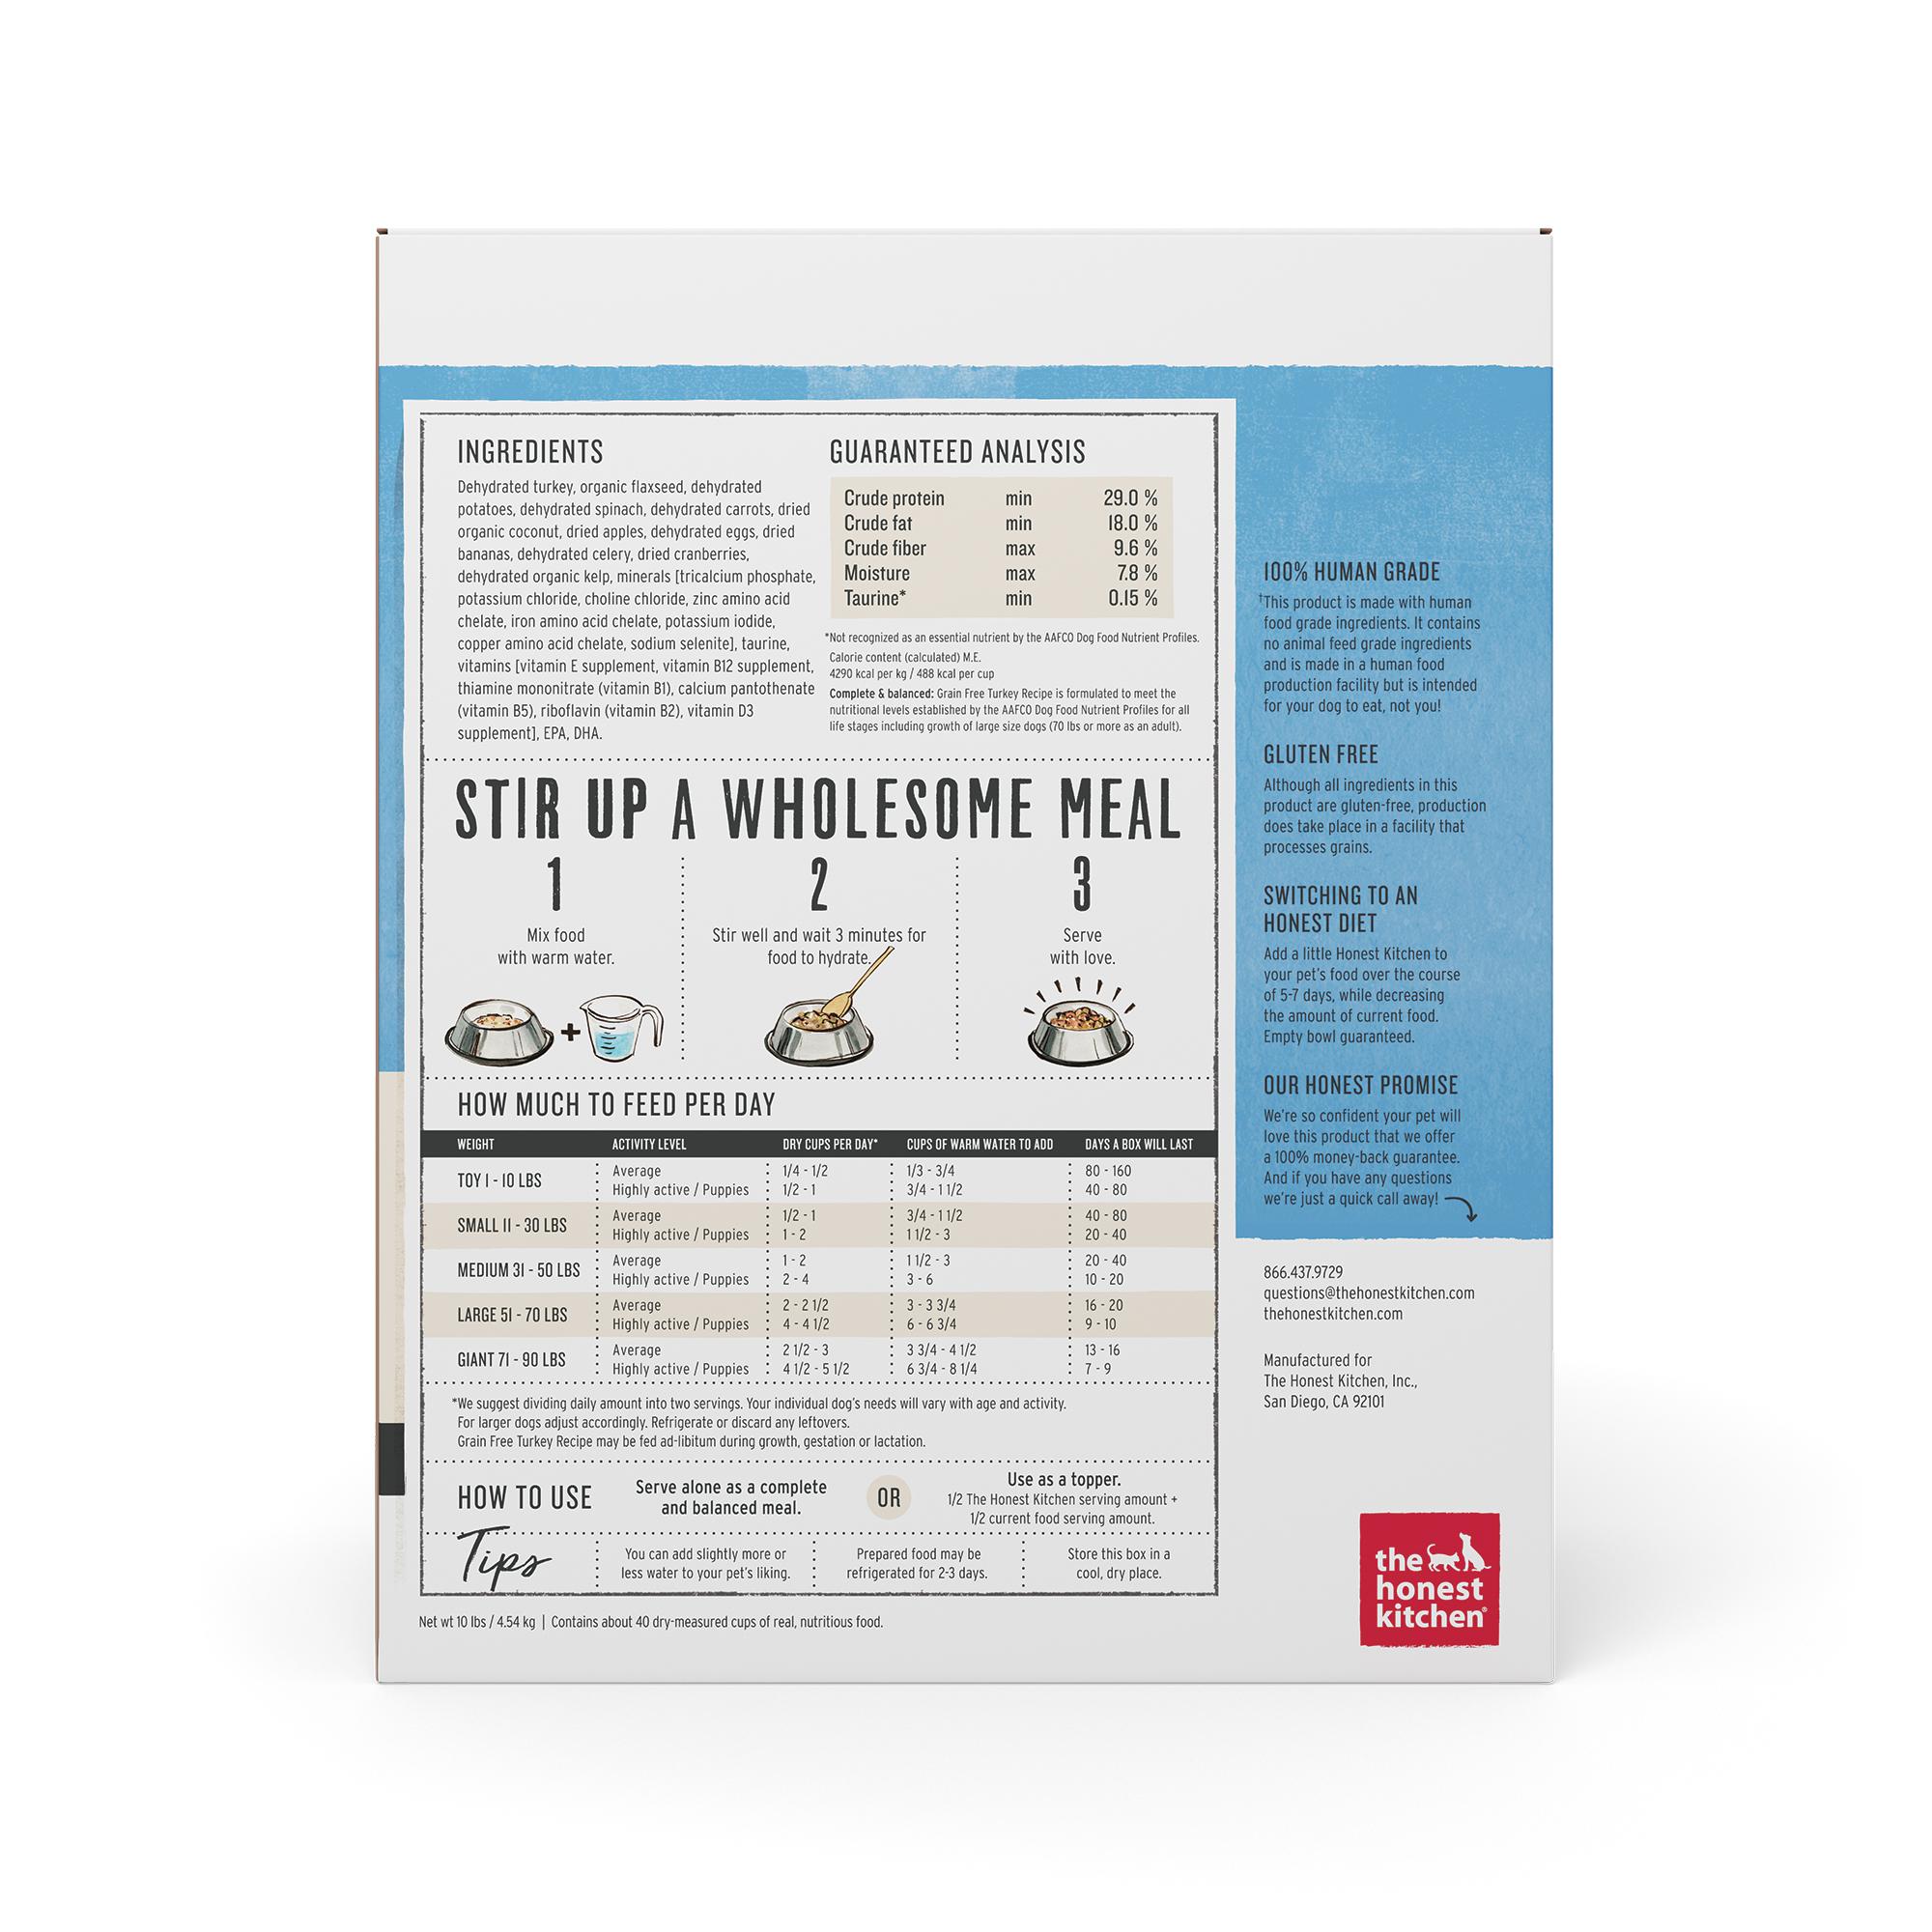 INGREDIENTS
Dehydrated turkey, organic flaxseed, dehydrated
potatoes, dehydrated spinach, dehydrated carrots, dried
organic coconut, dried apples, dehydrated eggs, dried
bananas, dehydrated celery, dried cranberries,
dehydrated organic kelp, minerals [tricalcium phosphate,
potassium chloride, choline chloride, zinc amino acid
chelate, iron amino acid chelate, potassium iodide,
copper amino acid chelate, sodium selenite], taurine,
vitamins [vitamin E supplement, vitamin B12 supplement,
thiamine mononitrate (vitamin B1), calcium pantothenate
(vitamin B5), riboflavin (vitamin B2), vitamin D3
supplement], EPA, DHA.
GUARANTEED ANALYSIS
Crude protein min 29.0 %
Crude fat min 18.0 %
Crude fiber max 9.6 %
Moisture max 7.8 %
Taurine* min 0.15 %
*Not recognized as an essential nutrient by the AAFCO Dog Food Nutrient Profiles.
Calorie content (calculated) M.E.
4290 kcal per kg / 488 kcal per cup
Complete & balanced: Grain Free Turkey Recipe is formulated to meet the
nutritional levels established by the AAFCO Dog Food Nutrient Profiles for all
life stages including growth of large size dogs (70 lbs or more as an adult).
STIR UP A WHOLESOME MEAL
1
Mix food
with warm water.
2
Stir well and wait 3 minutes for
food to hydrate.
3
Serve
with love.
+
HOW MUCH TO FEED PER DAY
WEIGHT ACTIVITY LEVEL DRY CUPS PER DAY* CUPS OF WARM WATER TO ADD DAYS A BOX WILL LAST
TOY 1 - 10 LBS
Average 1/4 - 1/2 1/3 - 3/4 80 - 160
Highly active / Puppies 1/2 - 1 3/4 - 1 1/2 40 - 80
SMALL 11 - 30 LBS
Average 1/2 - 1 3/4 - 1 1/2 40 - 80
Highly active / Puppies 1 - 2 1 1/2 - 3 20 - 40
MEDIUM 31 - 50 LBS
Average 1 - 2 1 1/2 - 3 20 - 40
Highly active / Puppies 2 - 4 3 - 6 10 - 20
LARGE 51 - 70 LBS
Average 2 - 2 1/2 3 - 3 3/4 16 - 20
Highly active / Puppies 4 - 4 1/2 6 - 6 3/4 9 - 10
GIANT 71 - 90 LBS
Average 2 1/2 - 3 3 3/4 - 4 1/2 13 - 16
Highly active / Puppies 4 1/2 - 5 1/2 6 3/4 - 8 1/4 7 - 9
*We suggest dividing daily amount into two servings. Your individual dog's needs will vary with age and activity.
For larger dogs adjust accordingly. Refrigerate or discard any leftovers.
Grain Free Turkey Recipe may be fed ad-libitum during growth, gestation or lactation.
HOW TO USE
Serve alone as a complete
and balanced meal.
OR
Use as a topper.
1/2 The Honest Kitchen serving amount +
1/2 current food serving amount.
Tips
You can add slightly more or
less water to your pet's liking.
Prepared food may be
refrigerated for 2-3 days.
Store this box in a
cool, dry place.
Net wt 10 lbs / 4.54 kg | Contains about 40 dry-measured cups of real, nutritious food.
100% HUMAN GRADE
†This product is made with human
food grade ingredients. It contains
no animal feed grade ingredients
and is made in a human food
production facility but is intended
for your dog to eat, not you!
GLUTEN FREE
Although all ingredients in this
product are gluten-free, production
does take place in a facility that
processes grains.
SWITCHING TO AN
HONEST DIET
Add a little Honest Kitchen to
your pet's food over the course
of 5-7 days, while decreasing
the amount of current food.
Empty bowl guaranteed.
OUR HONEST PROMISE
We're so confident your pet will
love this product that we offer
a 100% money-back guarantee.
And if you have any questions
we're just a quick call away!
866.437.9729
questions@thehonestkitchen.com
thehonestkitchen.com
Manufactured for
The Honest Kitchen, Inc.,
San Diego, CA 92101
the
honest
kitchen®